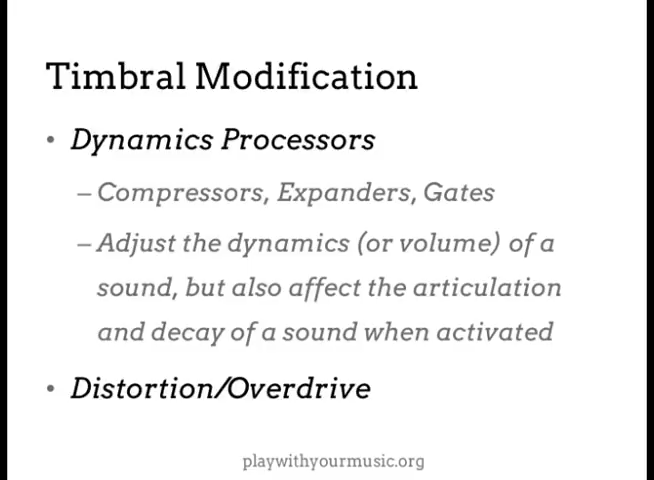 Timbral Modification
• Dynamics Processors
– Compressors, Expanders, Gates
– Adjust the dynamics (or volume) of a
sound, but also affect the articulation
and decay of a sound when activated
• Distortion/Overdrive
playwithyourmusic.org